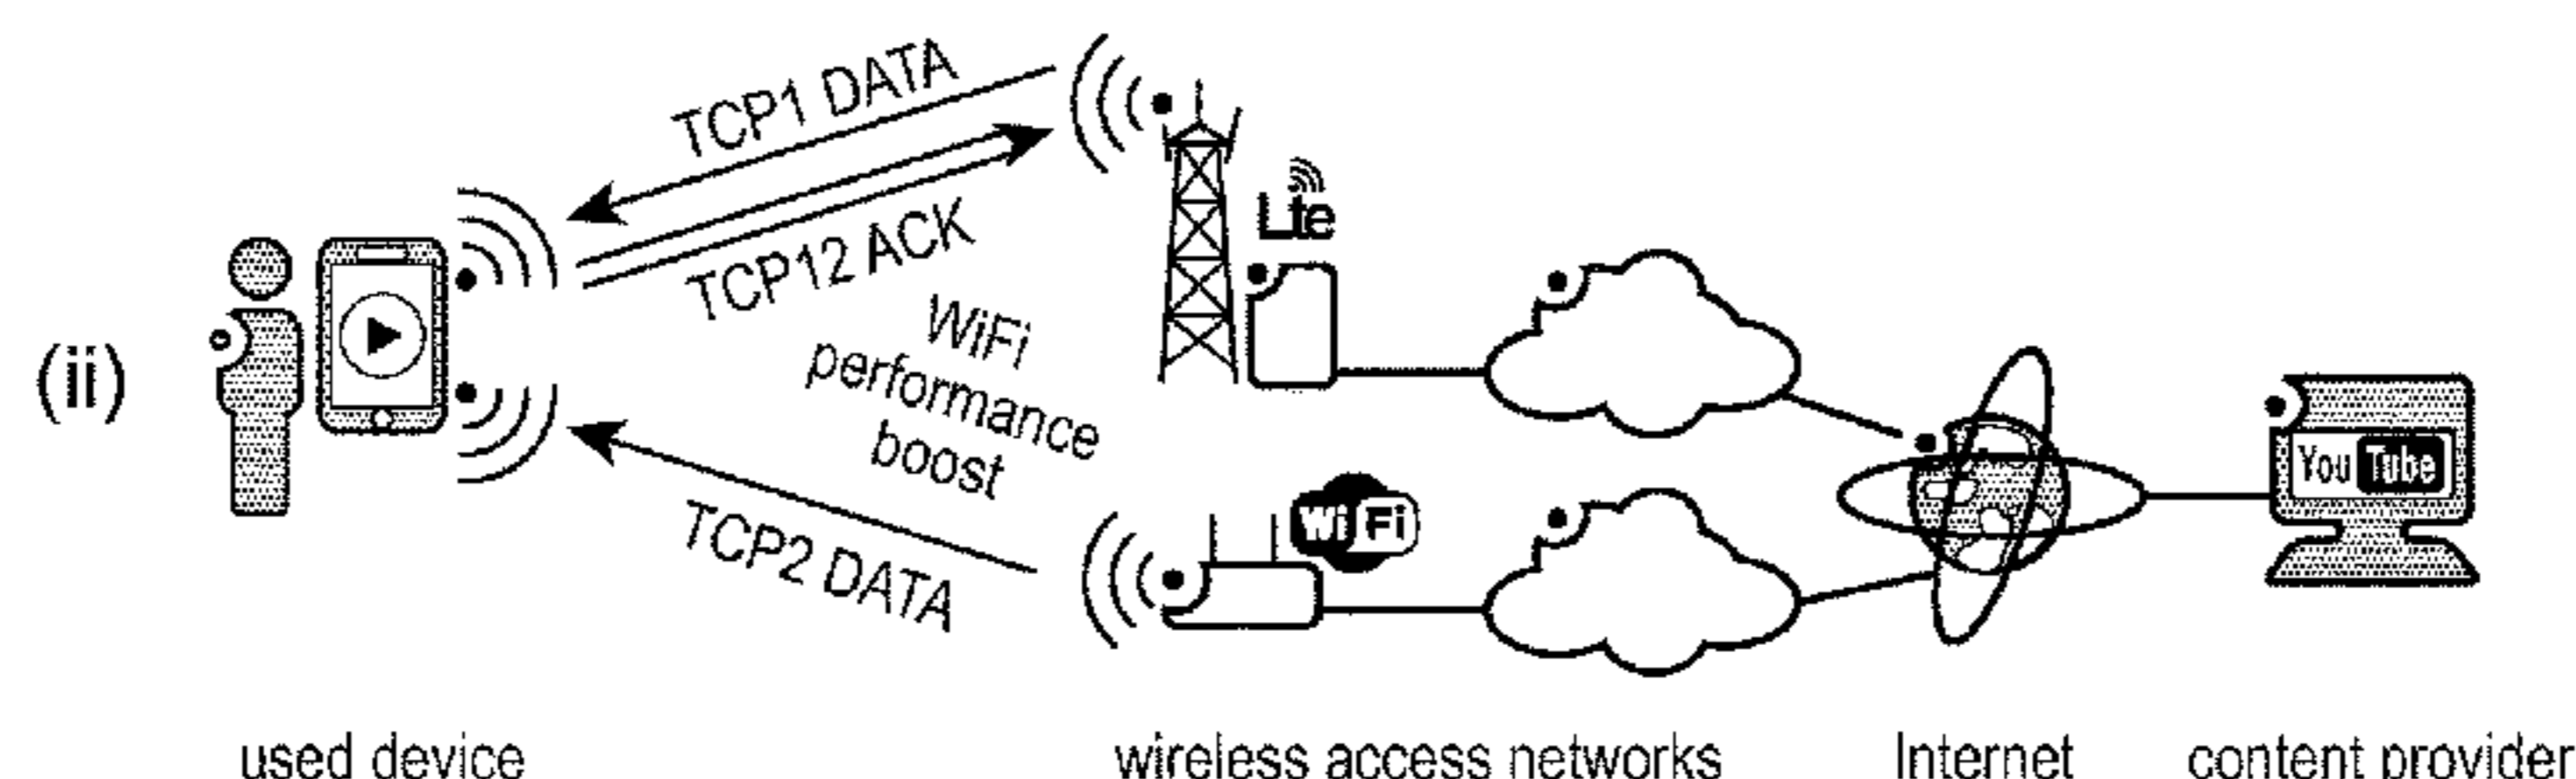 TCP1 DATA
TCP12 ACK
Lte
WiFi
performance
boost
(ii)
TCP2 DATA
Wi Fi
You Tube
used device
wireless access networks
Internet
content provider